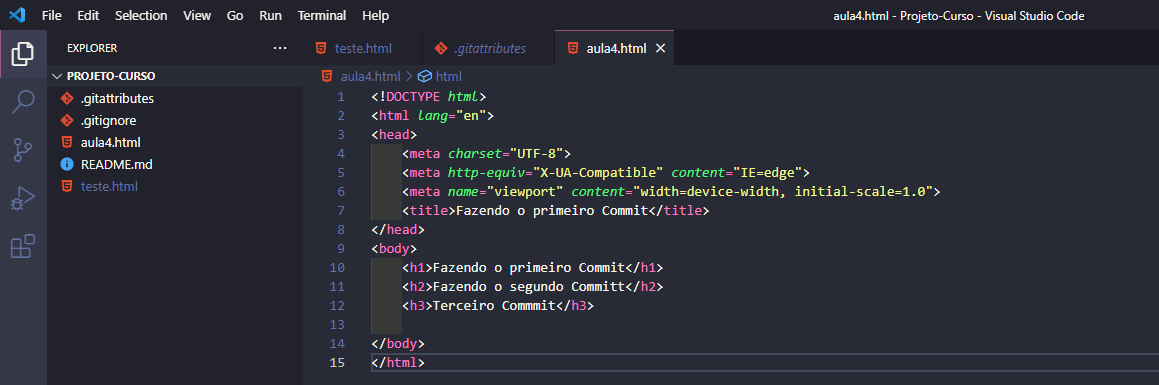 File Edit Selection View Go Run Terminal Help
aula4.html - Projeto-Curso - Visual Studio Code
EXPLORER ···
PROJETO-CURSO
.gitattributes
.gitignore
aula4.html
README.md
teste.html
teste.html .gitattributes aula4.html ×
aula4.html > html
1 <!DOCTYPE html>
2 <html lang="en">
3 <head>
4 <meta charset="UTF-8">
5 <meta http-equiv="X-UA-Compatible" content="IE=edge">
6 <meta name="viewport" content="width=device-width, initial-scale=1.0">
7 <title>Fazendo o primeiro Commit</title>
8 </head>
9 <body>
10 <h1>Fazendo o primeiro Commit</h1>
11 <h2>Fazendo o segundo Committ</h2>
12 <h3>Terceiro Commmit</h3>
13
14 </body>
15 </html>